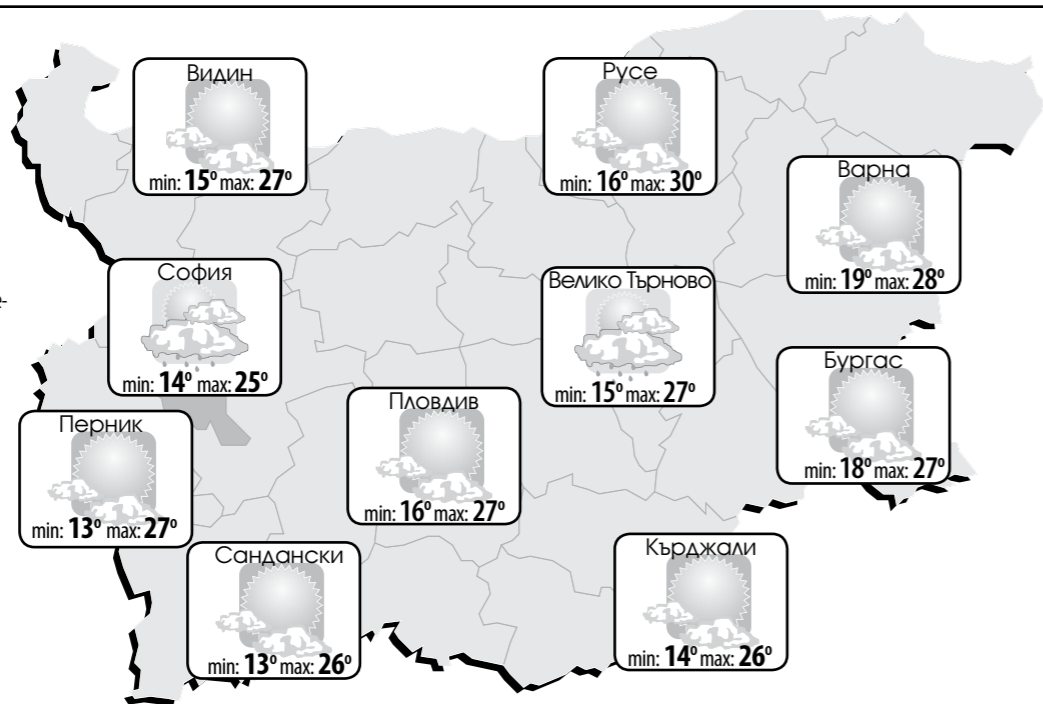 Видин
min: 15° max: 27°
Русе
min: 16° max: 30°
Варна
min: 19° max: 28°
София
min: 14° max: 25°
Велико Търново
min: 15° max: 27°
Бургас
min: 18° max: 27°
Пловдив
min: 16° max: 27°
Перник
min: 13° max: 27°
Сандански
min: 13° max: 26°
Кърджали
min: 14° max: 26°